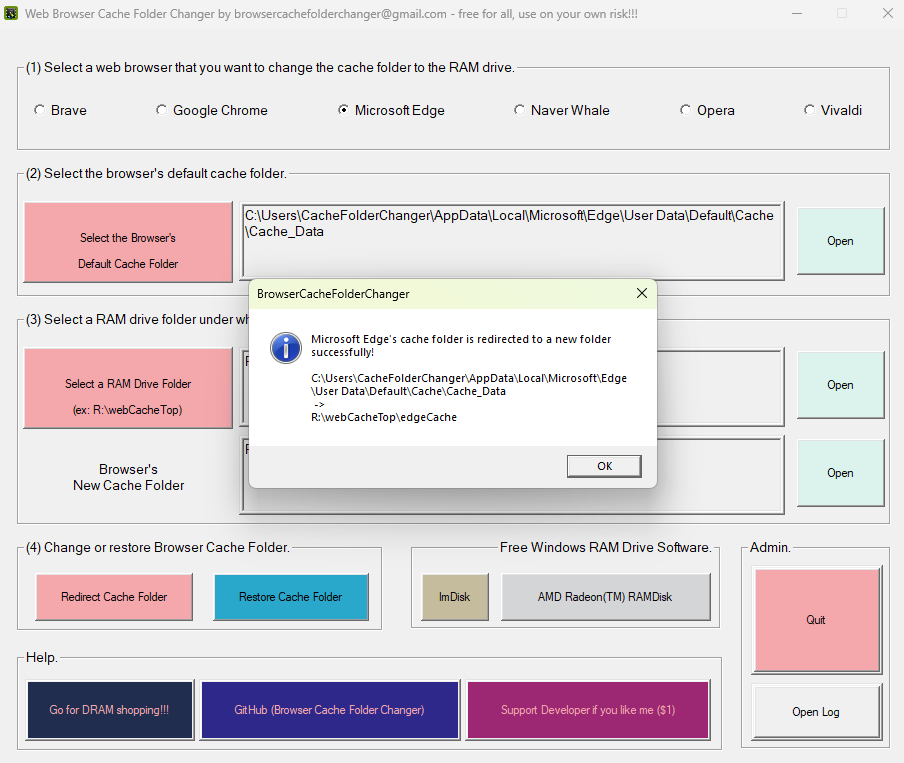 Web Browser Cache Folder Changer by browsercachefolderchanger@gmail.com - free for all, use on your own risk!!!
(1) Select a web browser that you want to change the cache folder to the RAM drive.
Brave
Google Chrome
Microsoft Edge
Naver Whale
Opera
Vivaldi
(2) Select the browser's default cache folder.
Select the Browser's
Default Cache Folder
C:\Users\CacheFolderChanger\AppData\Local\Microsoft\Edge\User Data\Default\Cache
\Cache_Data
Open
(3) Select a RAM drive folder under
Select a RAM Drive Folder
(ex: R:\webCacheTop)
Open
Browser's
New Cache Folder
Open
BrowserCacheFolderChanger
Microsoft Edge's cache folder is redirected to a new folder
successfully!
C:\Users\CacheFolderChanger\AppData\Local\Microsoft\Edge
\User Data\Default\Cache\Cache_Data
->
R:\webCacheTop\edgeCache
OK
(4) Change or restore Browser Cache Folder.
Redirect Cache Folder
Restore Cache Folder
Free Windows RAM Drive Software.
ImDisk
AMD Radeon(TM) RAMDisk
Admin.
Quit
Open Log
Help.
Go for DRAM shopping!!!
GitHub (Browser Cache Folder Changer)
Support Developer if you like me ($1)